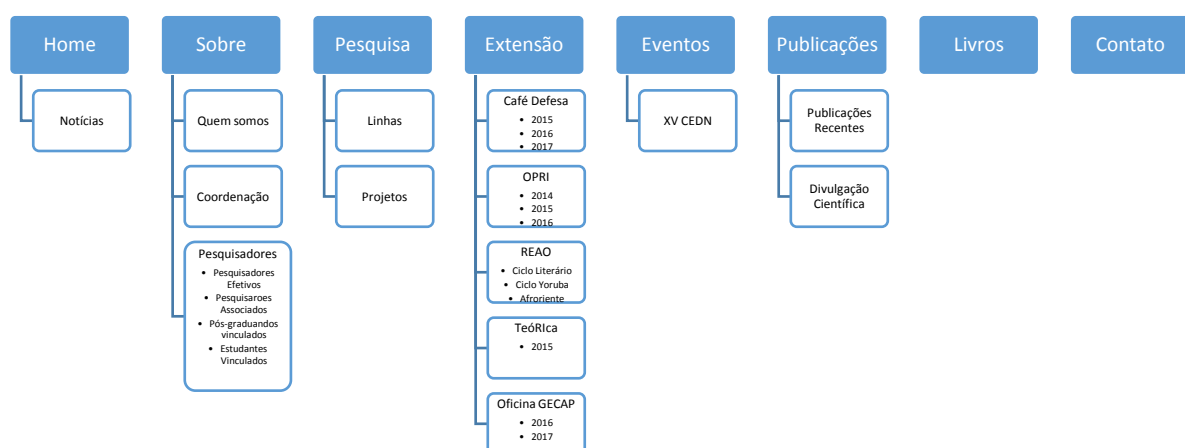 Home
Notícias
Sobre
Quem somos
Coordenação
Pesquisadores
• Pesquisadores
Efetivos
• Pesquisaroes
Associados
• Pós-graduandos
vinculados
• Estudantes
Vinculados
Pesquisa
Linhas
Projetos
Extensão
Café Defesa
• 2015
• 2016
• 2017
OPRI
• 2014
• 2015
• 2016
REAO
• Ciclo Literário
• Ciclo Yoruba
• Afroriente
TeóRIca
• 2015
Oficina GECAP
• 2016
• 2017
Eventos
XV CEDN
Publicações
Publicações
Recentes
Divulgação
Científica
Livros
Contato